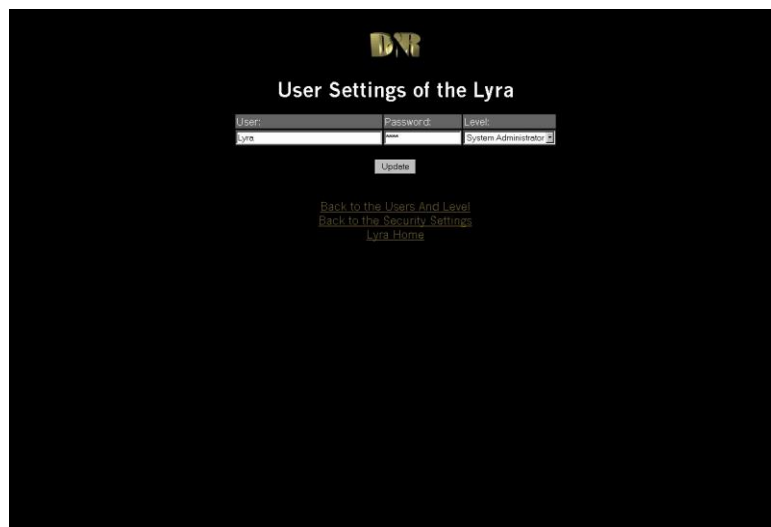 DNR
User Settings of the Lyra
User: Password: Level:
Lyra **** System Administrator
Update
Back to the Users And Level
Back to the Security Settings
Lyra Home